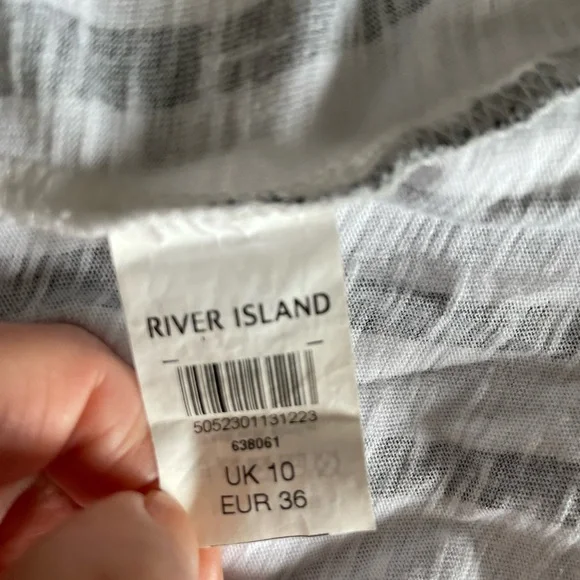 RIVER ISLAND
5052301131223
638061
UK 10
EUR 36